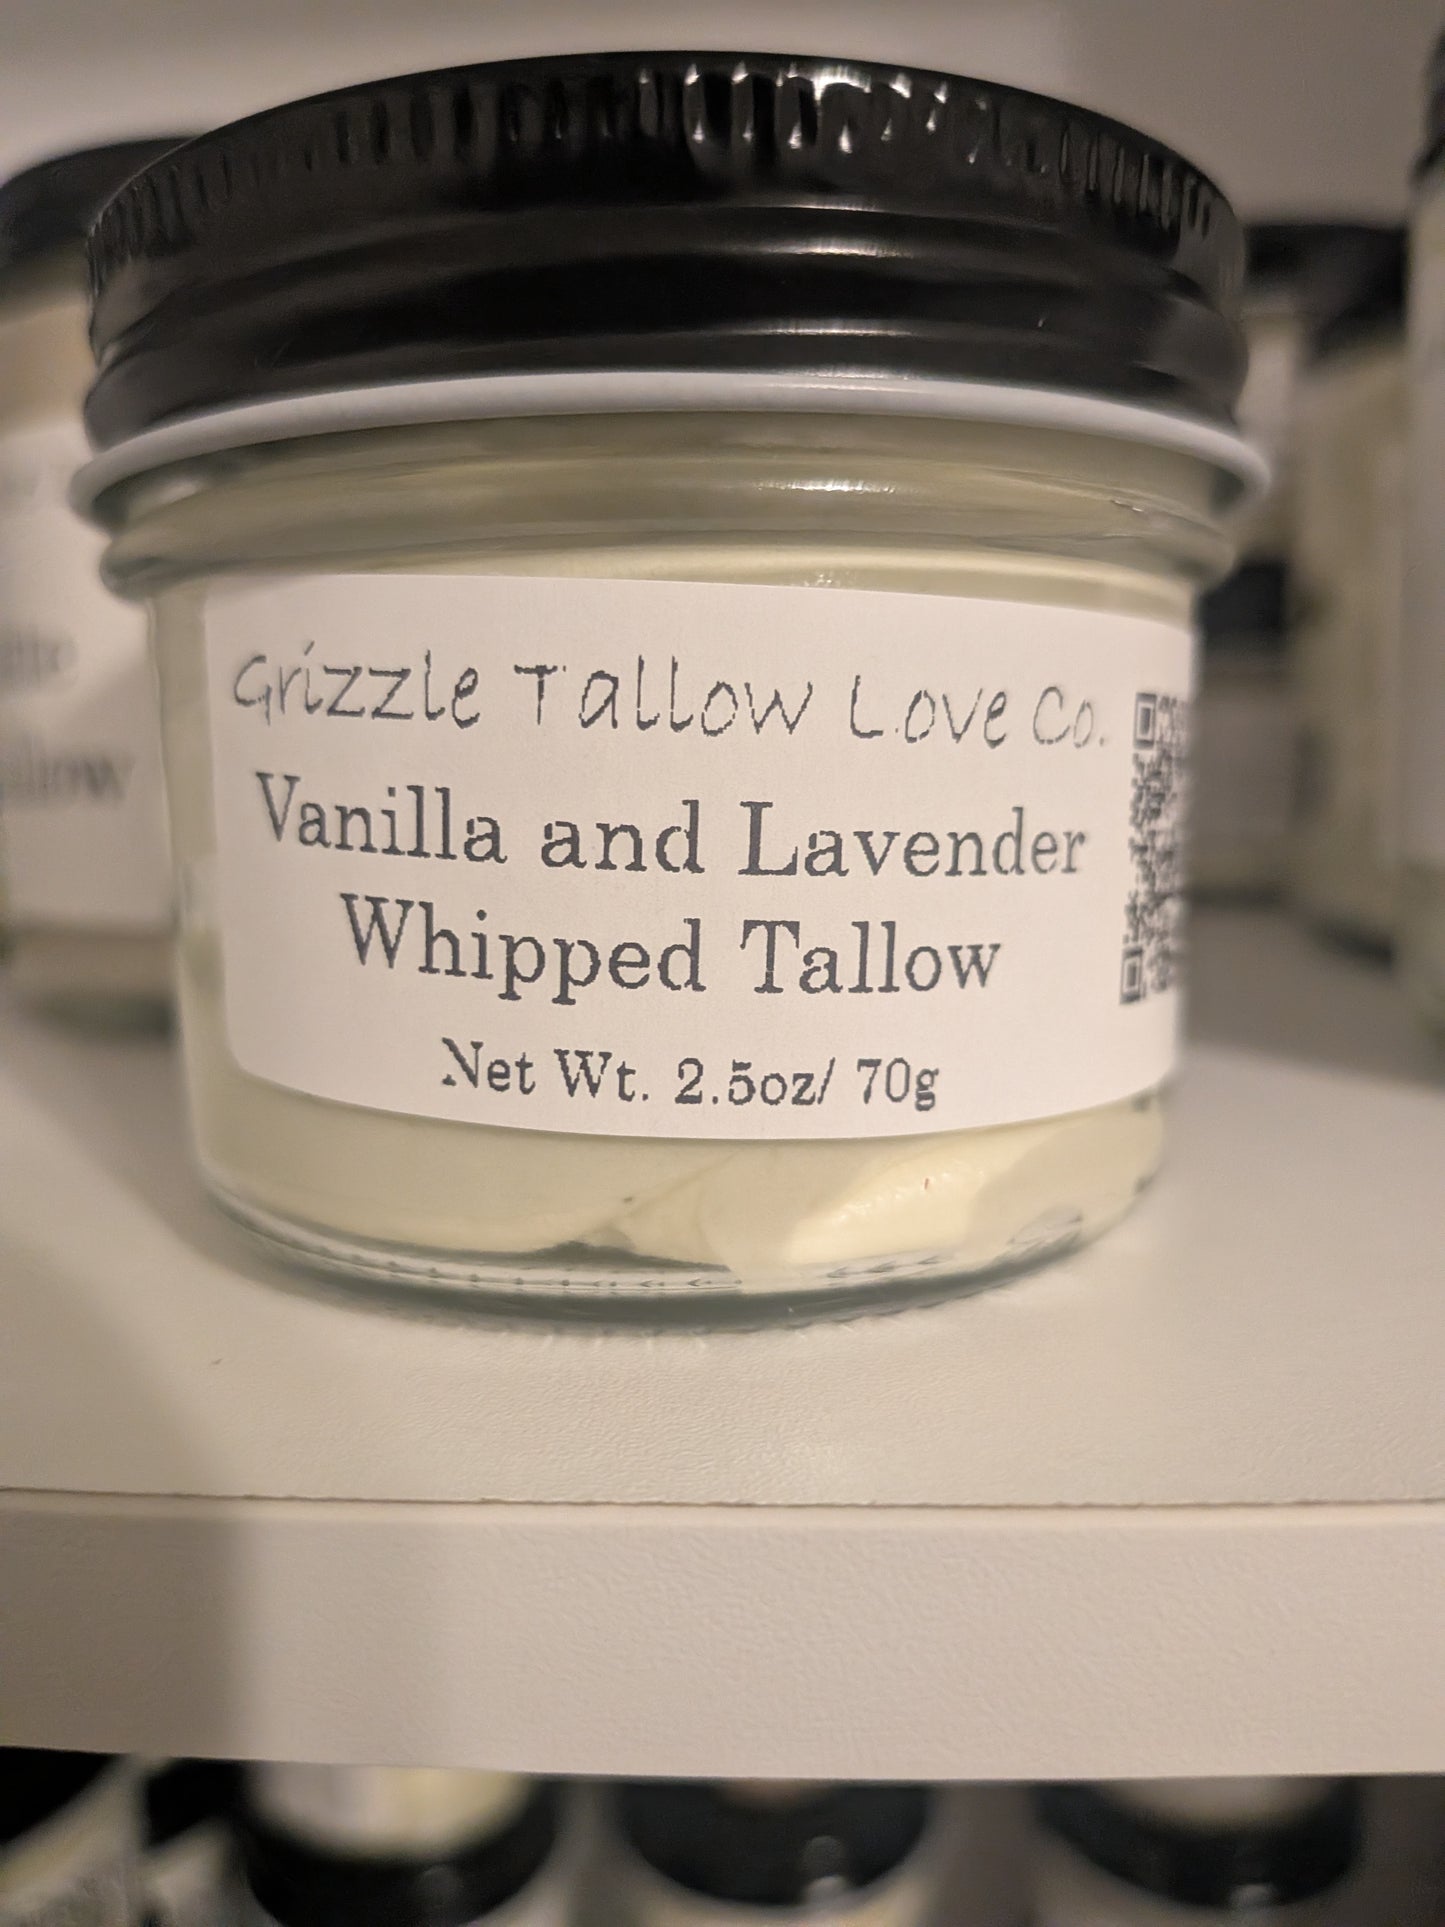 Grizzle Tallow Love Co.
Vanilla and Lavender
Whipped Tallow
Net Wt. 2.5oz/ 70g